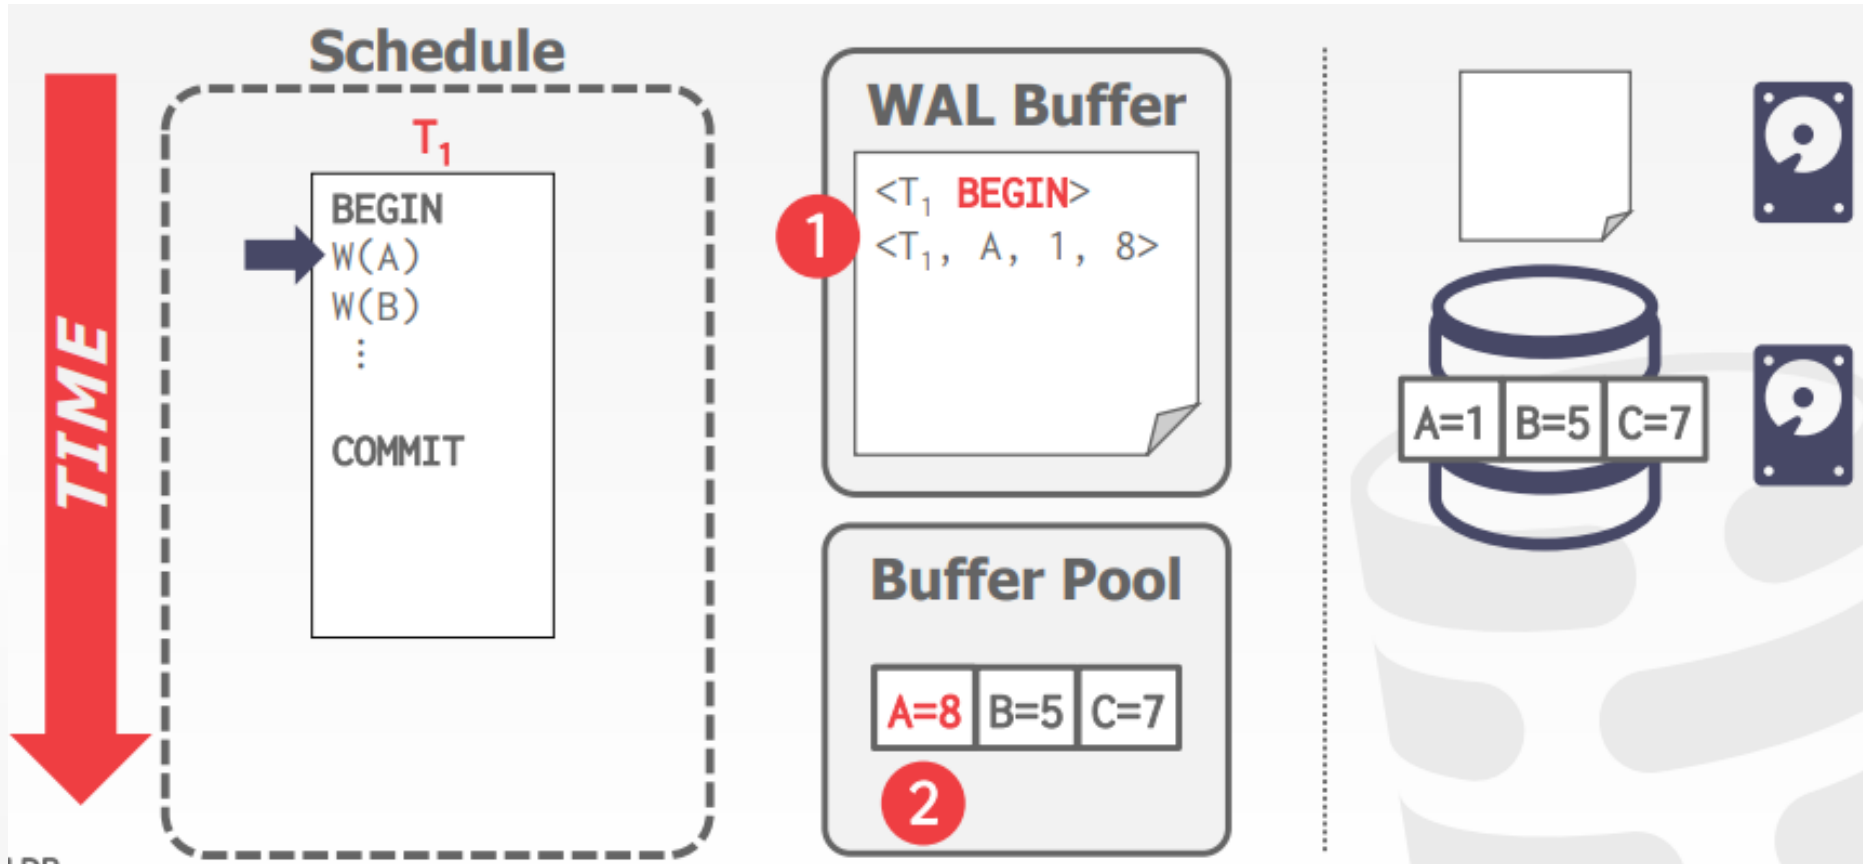 Schedule
TIME
T1
BEGIN
W(A)
W(B)
⋮
COMMIT
WAL Buffer
1
<T1 BEGIN>
<T1, A, 1, 8>
Buffer Pool
A=8 B=5 C=7
2
A=1 B=5 C=7